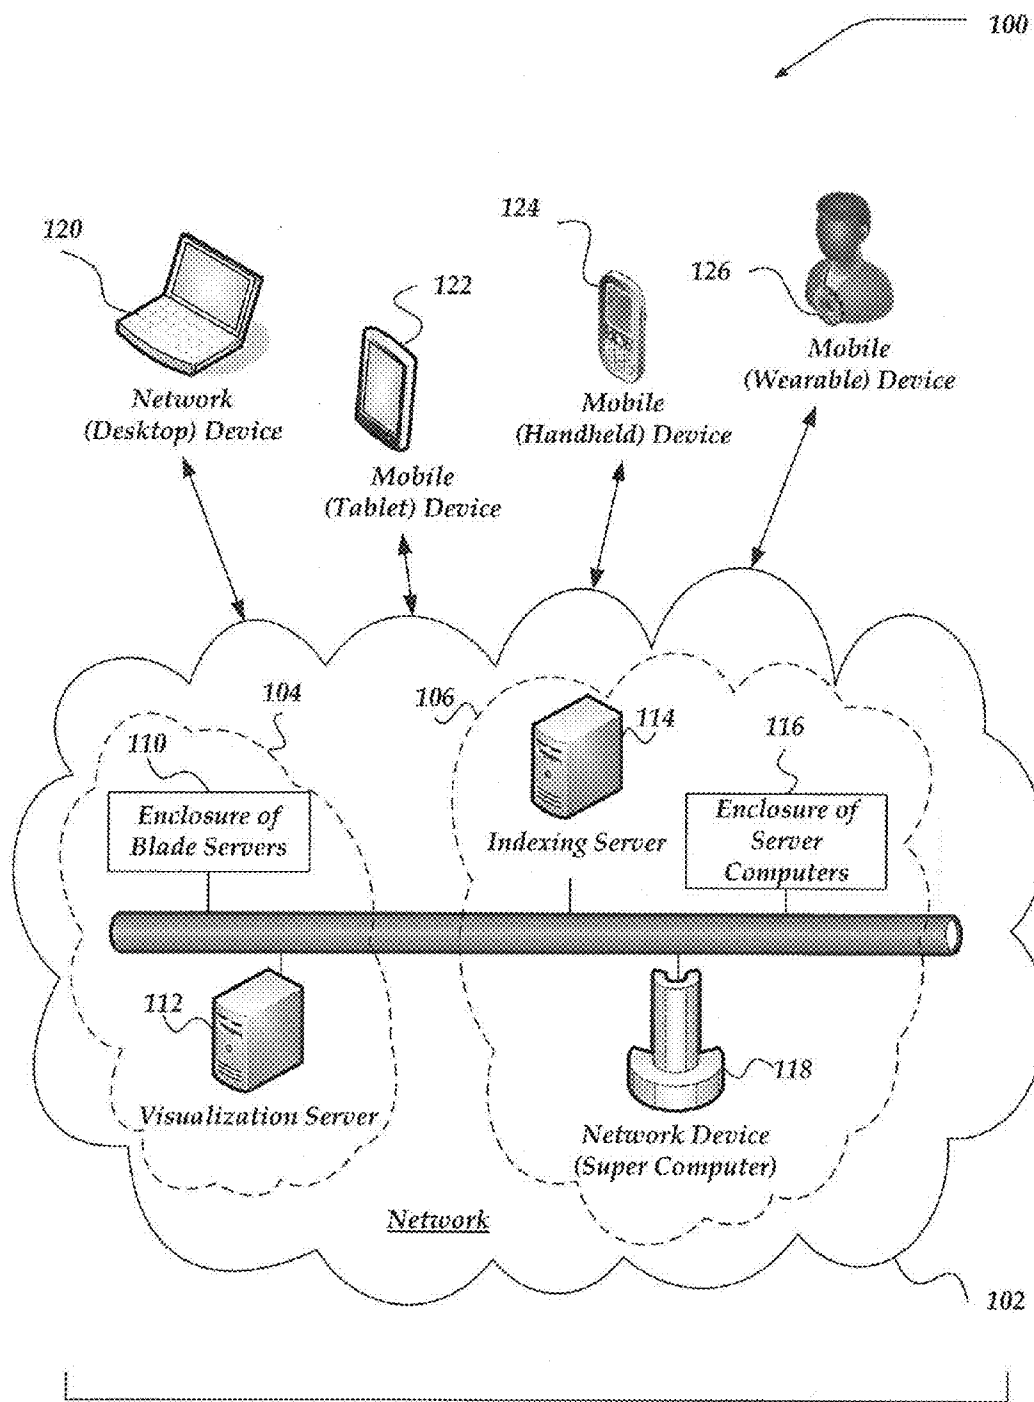 100
120
124
122
126
Network
(Desktop) Device
Mobile
(Tablet) Device
Mobile
(Handheld) Device
Mobile
(Wearable) Device
104
106
114
110
116
Enclosure of
Blade Servers
Indexing Server
Enclosure of
Server
Computers
112
118
Visualization Server
Network Device
(Super Computer)
Network
102